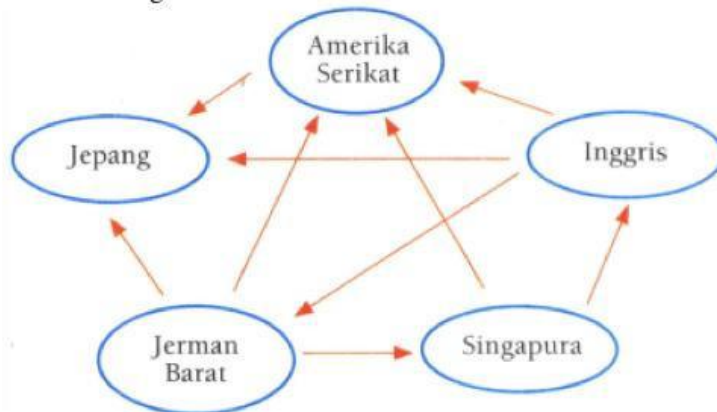 Amerika
Serikat
Jepang
Inggris
Jerman
Barat
Singapura